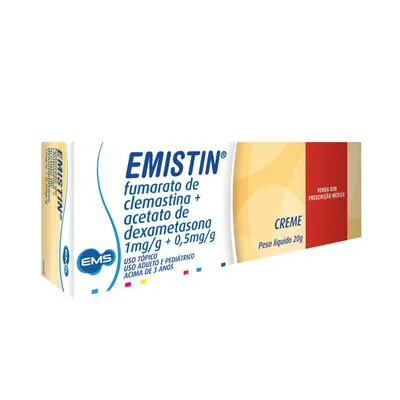 EMISTIN®
fumarato de
clemastina +
acetato de
dexametasona
1mg/g + 0,5mg/g
USO TÓPICO
USO ADULTO E PEDIÁTRICO
ACIMA DE 3 ANOS
EMS
CREME
Peso líquido 20g
VENDA SOB
PRESCRIÇÃO MÉDICA
EMISTIN®
EMS